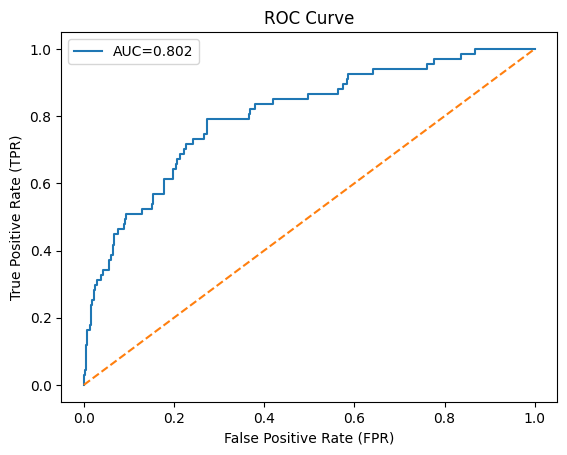 ROC Curve
AUC=0.802
True Positive Rate (TPR)
1.0
0.8
0.6
0.4
0.2
0.0
0.0 0.2 0.4 0.6 0.8 1.0
False Positive Rate (FPR)